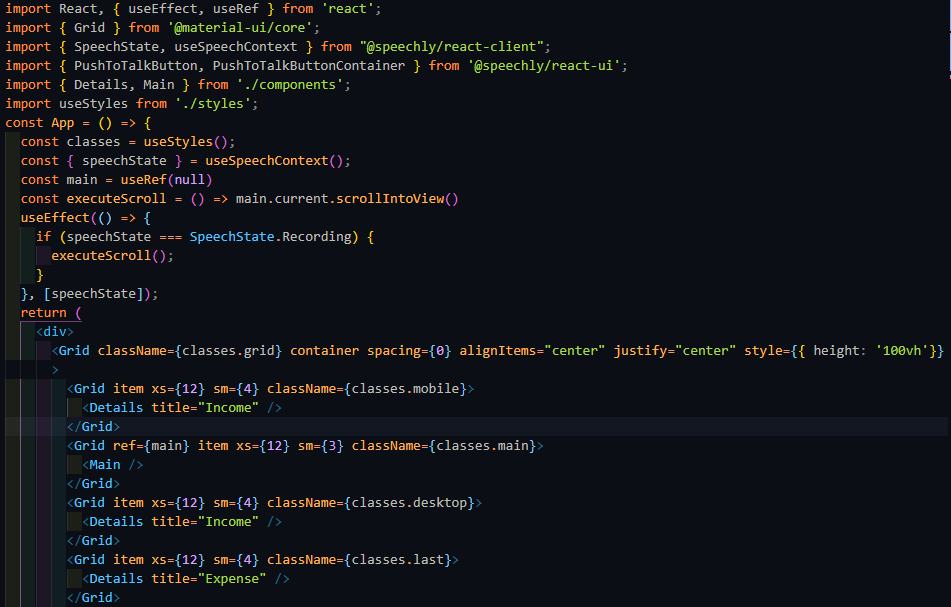 import React, { useEffect, useRef } from 'react';
import { Grid } from '@material-ui/core';
import { SpeechState, useSpeechContext } from "@speechly/react-client";
import { PushToTalkButton, PushToTalkButtonContainer } from '@speechly/react-ui';
import { Details, Main } from './components';
import useStyles from './styles';
const App = () => {
  const classes = useStyles();
  const { speechState } = useSpeechContext();
  const main = useRef(null)
  const executeScroll = () => main.current.scrollIntoView()
  useEffect(() => {
    if (speechState === SpeechState.Recording) {
      executeScroll();
    }
  }, [speechState]);
  return (
    <div>
      <Grid className={classes.grid} container spacing={0} alignItems="center" justify="center" style={{ height: '100vh'}}
      >
        <Grid item xs={12} sm={4} className={classes.mobile}>
          <Details title="Income" />
        </Grid>
        <Grid ref={main} item xs={12} sm={3} className={classes.main}>
          <Main />
        </Grid>
        <Grid item xs={12} sm={4} className={classes.desktop}>
          <Details title="Income" />
        </Grid>
        <Grid item xs={12} sm={4} className={classes.last}>
          <Details title="Expense" />
        </Grid>